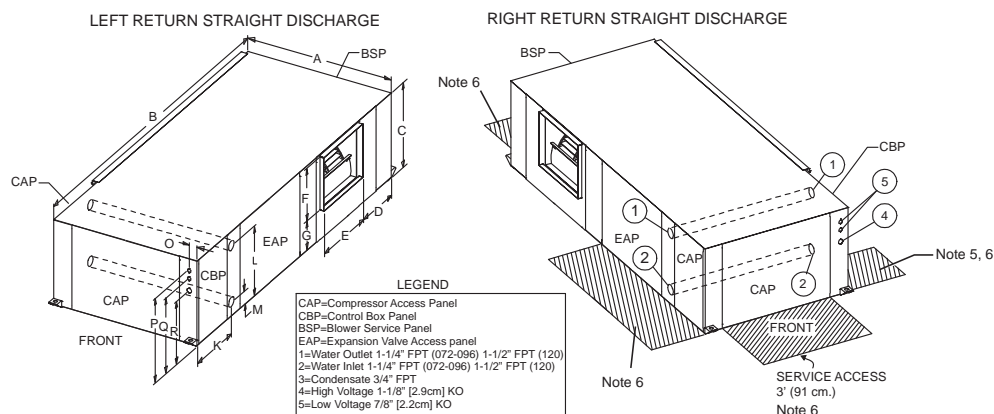 LEFT RETURN STRAIGHT DISCHARGE
RIGHT RETURN STRAIGHT DISCHARGE
A
BSP
BSP
Note 6
B
C
CAP
CBP
1
5
F
D
O
EAP
G
E
1
4
L
EAP
CBP
CAP
2
CAP
2
Note 5, 6
CAP
M
LEGEND
CAP=Compressor Access Panel
CBP=Control Box Panel
BSP=Blower Service Panel
EAP=Expansion Valve Access panel
1=Water Outlet 1-1/4" FPT (072-096) 1-1/2" FPT (120)
2=Water Inlet 1-1/4" FPT (072-096) 1-1/2" FPT (120)
3=Condensate 3/4" FPT
4=High Voltage 1-1/8" [2.9cm] KO
5=Low Voltage 7/8" [2.2cm] KO
P
Q
R
FRONT
K
FRONT
Note 6
SERVICE ACCESS
3' (91 cm.)
Note 6